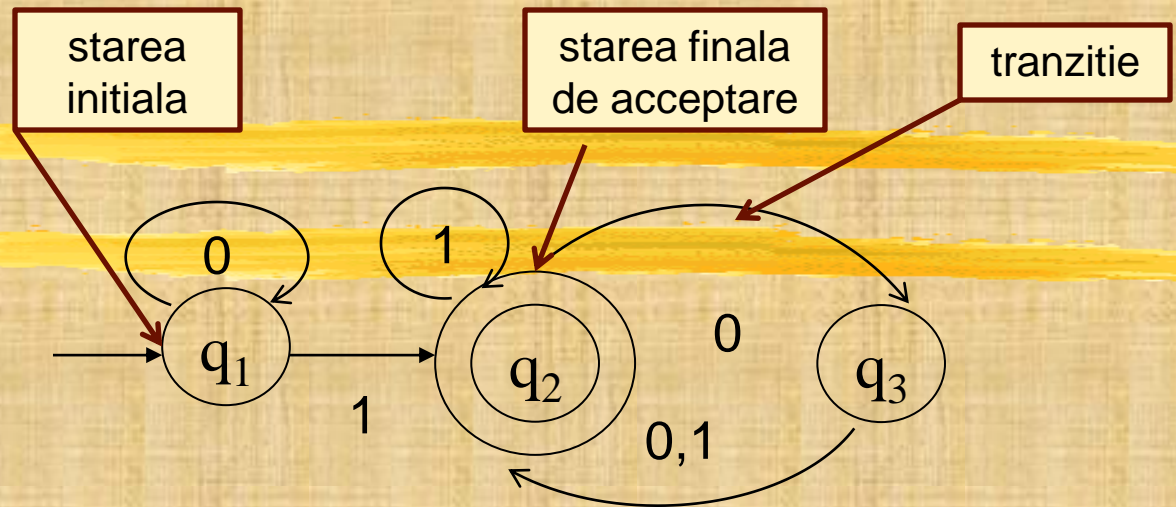 starea
initiala
starea finala
de acceptare
tranzitie
0
1
q₁
1
q₂
0
0,1
q₃